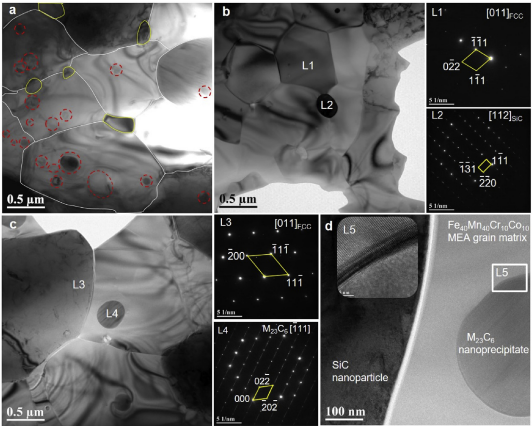 a
0.5 µm
b
L1
L2
0.5 µm
L1 [011]FCC
1̄1̄1
02̄2
11̄1
5 1/nm
L2 [112]SiC
1̄1̄1
1̄31
2̄2̄0
5 1/nm
c
L3
L4
0.5 µm
L3 [011]FCC
2̄00
1̄11̄
111̄
5 1/nm
L4 M23C6 [1̄11]
022̄
000
2̄02̄
5 1/nm
d
L5
Fe40Mn40Cr10Co10
MEA grain matrix
L5
M23C6
nanoprecipitate
SiC
nanoparticle
100 nm